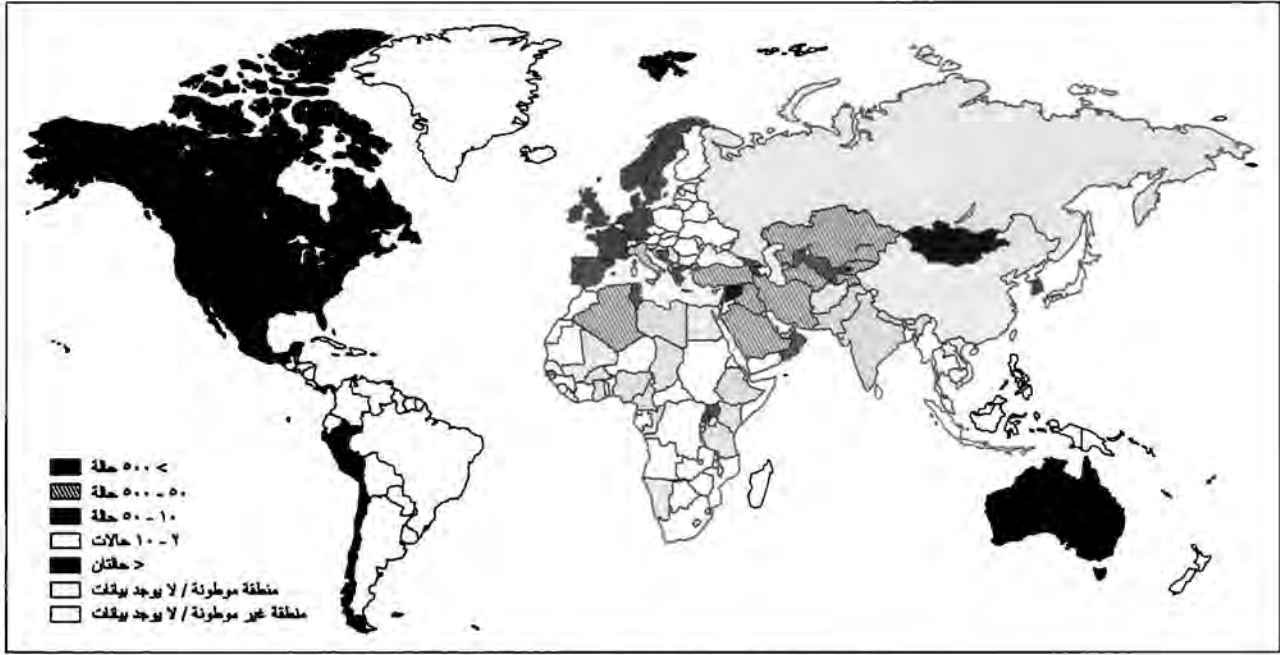 > ٥٠٠ حالة
٥٠ - ٥٠٠ حالة
١٠ - ٥٠ حالة
٢ - ١٠ حالات
< حالتان
منطقة موطونة / لا يوجد بيانات
منطقة غير موطونة / لا يوجد بيانات